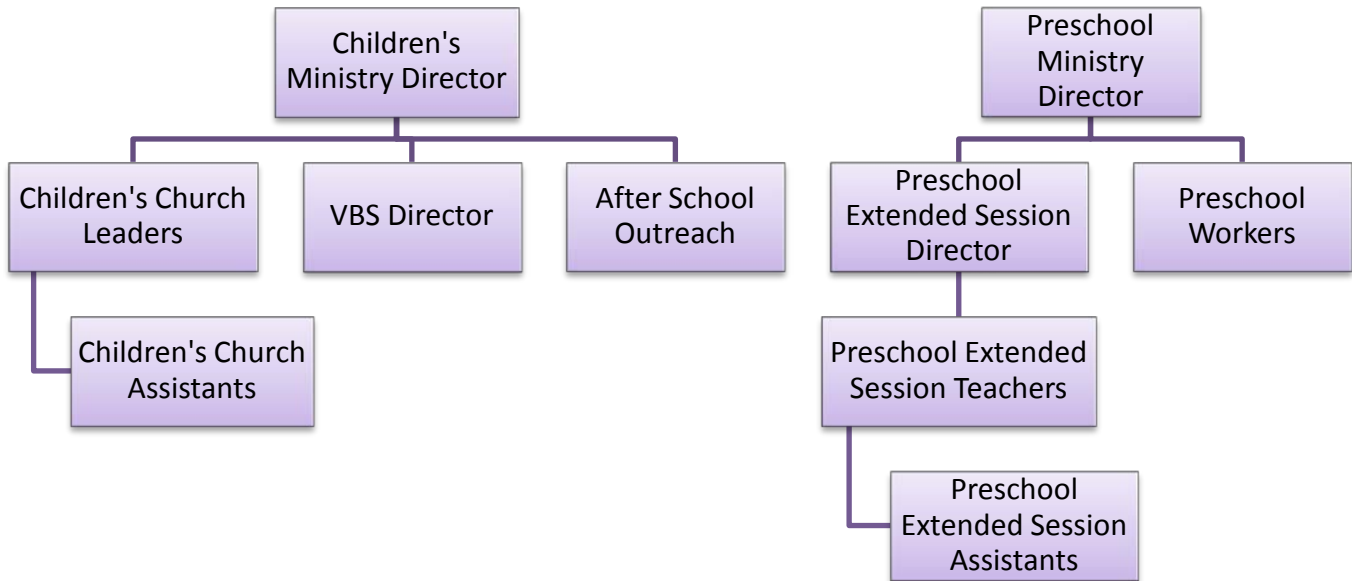 Children's
Ministry Director
Children's Church
Leaders
VBS Director
After School
Outreach
Children's Church
Assistants
Preschool
Ministry
Director
Preschool
Extended Session
Director
Preschool
Workers
Preschool Extended
Session Teachers
Preschool
Extended Session
Assistants